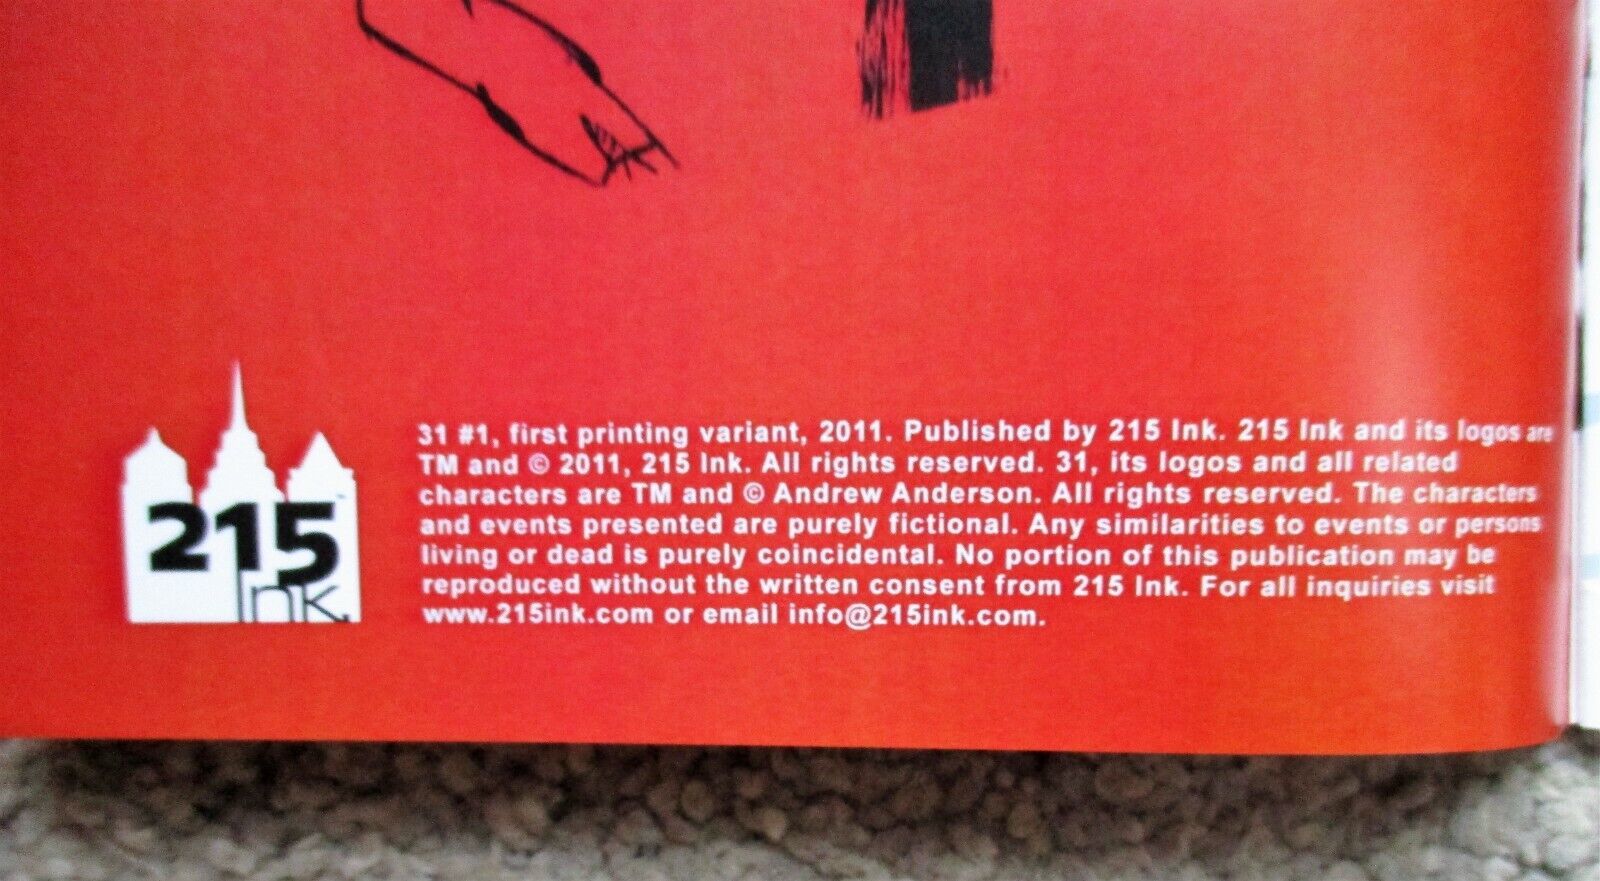 215
Ink
31 #1, first printing variant, 2011. Published by 215 Ink. 215 Ink and its logos are
TM and © 2011, 215 Ink. All rights reserved. 31, its logos and all related
characters are TM and © Andrew Anderson. All rights reserved. The characters
and events presented are purely fictional. Any similarities to events or persons
living or dead is purely coincidental. No portion of this publication may be
reproduced without the written consent from 215 Ink. For all inquiries visit
www.215ink.com or email info@215ink.com.